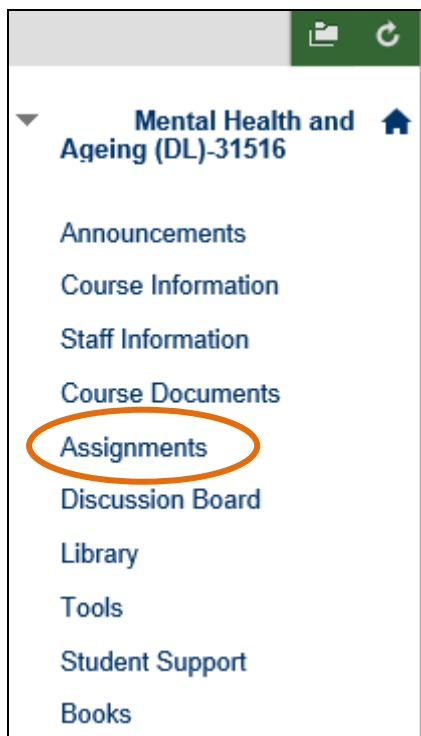 Mental Health and
Ageing (DL)-31516
Announcements
Course Information
Staff Information
Course Documents
Assignments
Discussion Board
Library
Tools
Student Support
Books